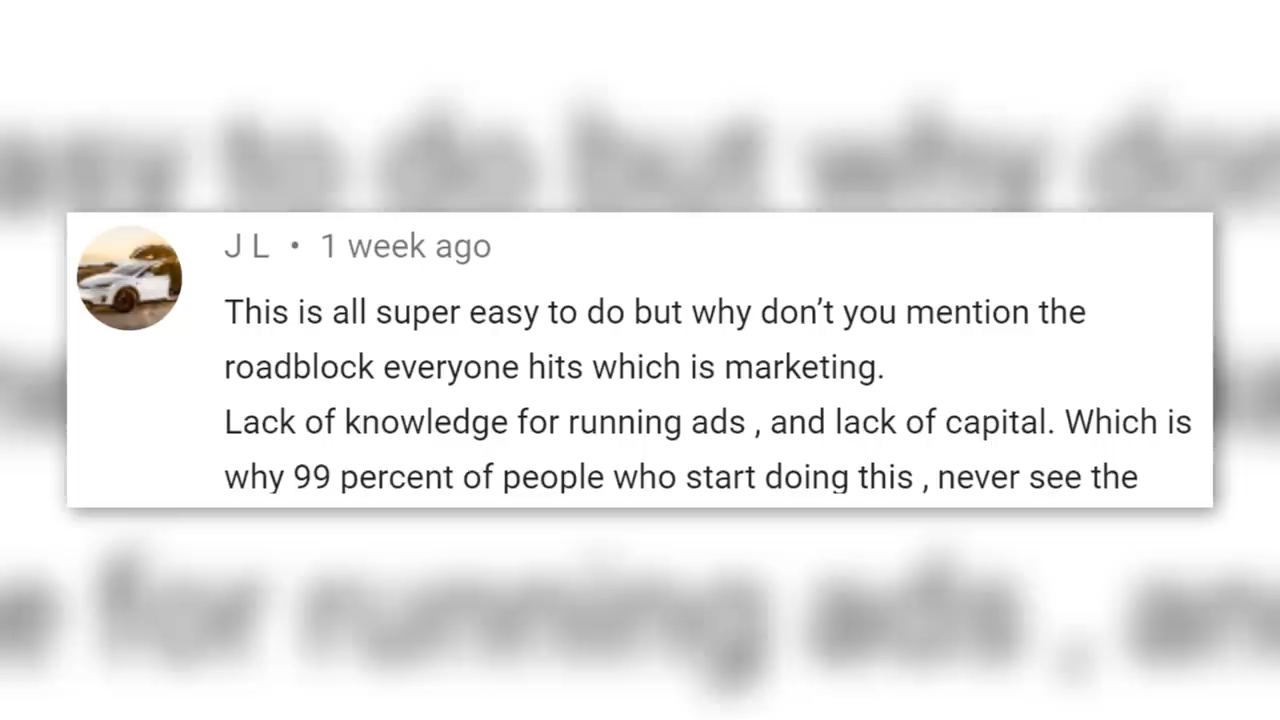 J L • 1 week ago
This is all super easy to do but why don’t you mention the
roadblock everyone hits which is marketing.
Lack of knowledge for running ads , and lack of capital. Which is
why 99 percent of people who start doing this , never see the